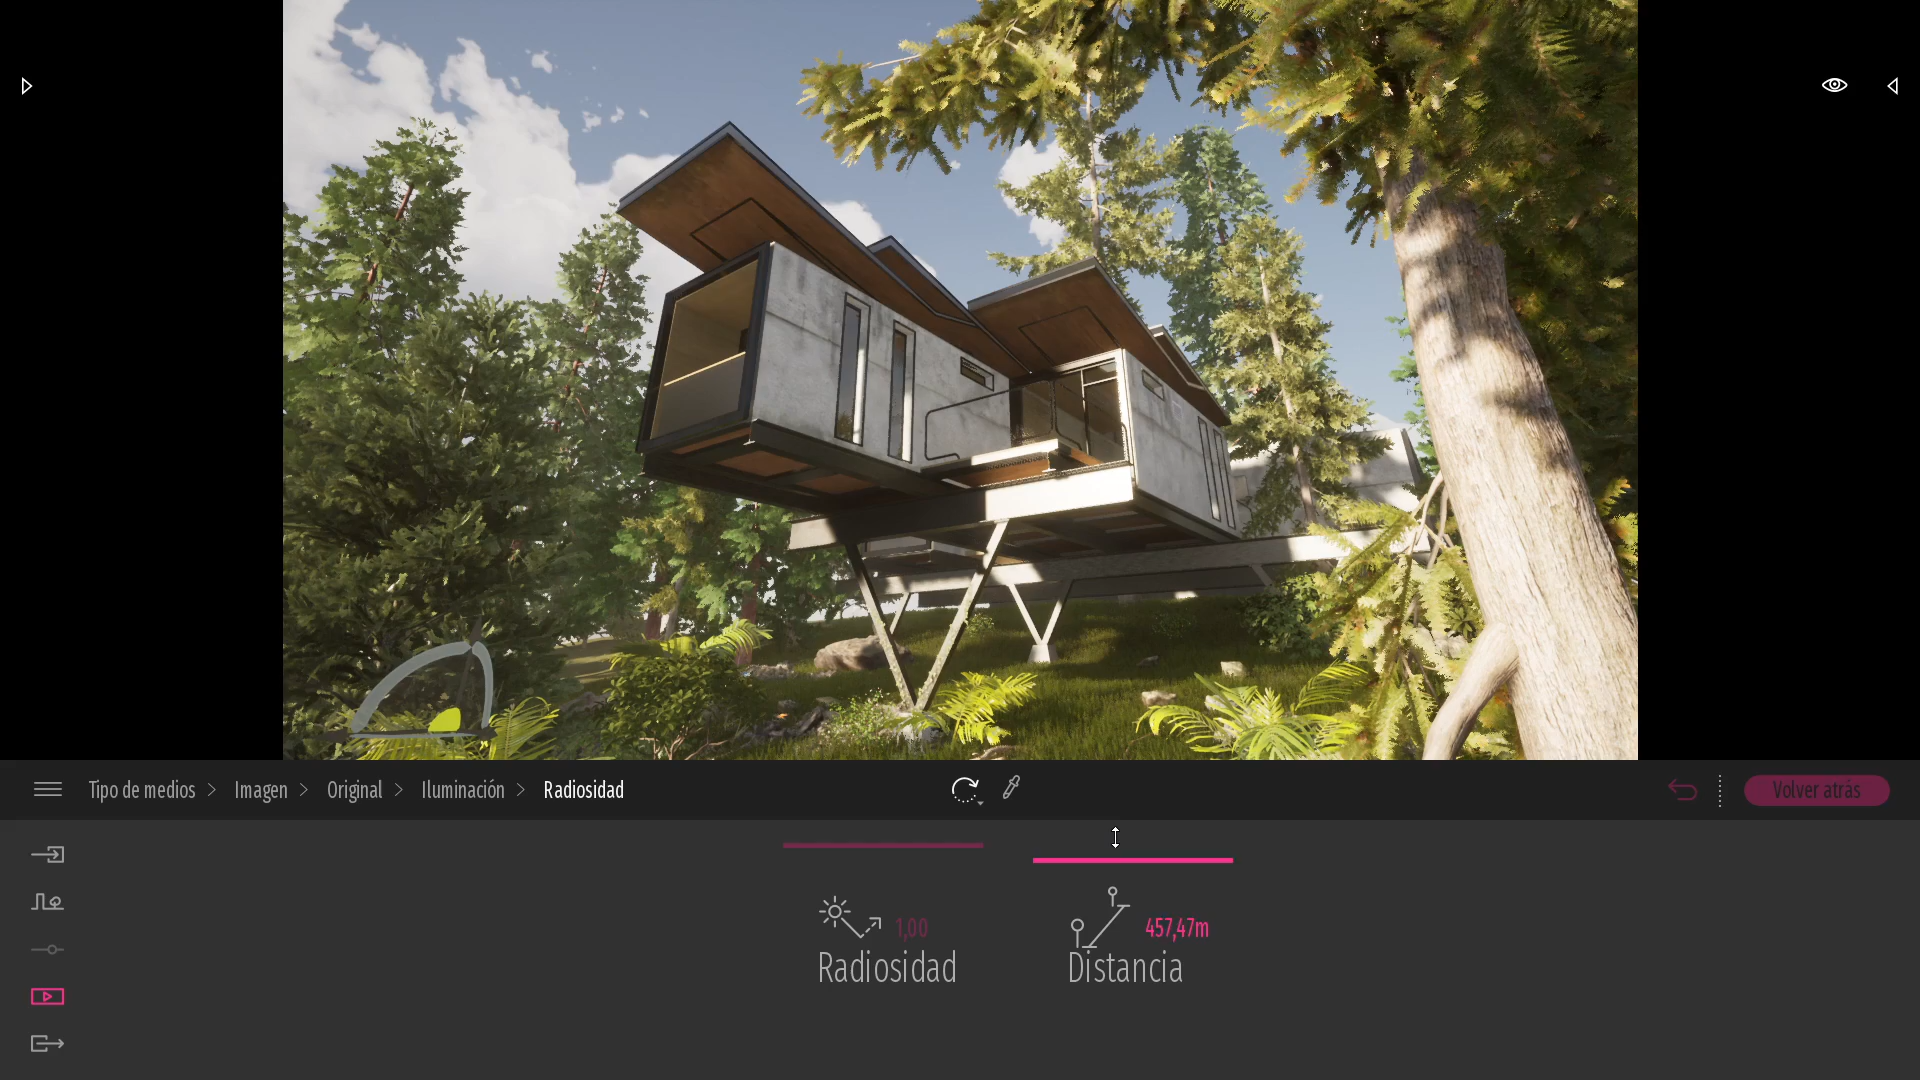 Tipo de medios > Imagen > Original > Iluminación > Radiosidad
Volver atrás
1,00
Radiosidad
457,47m
Distancia